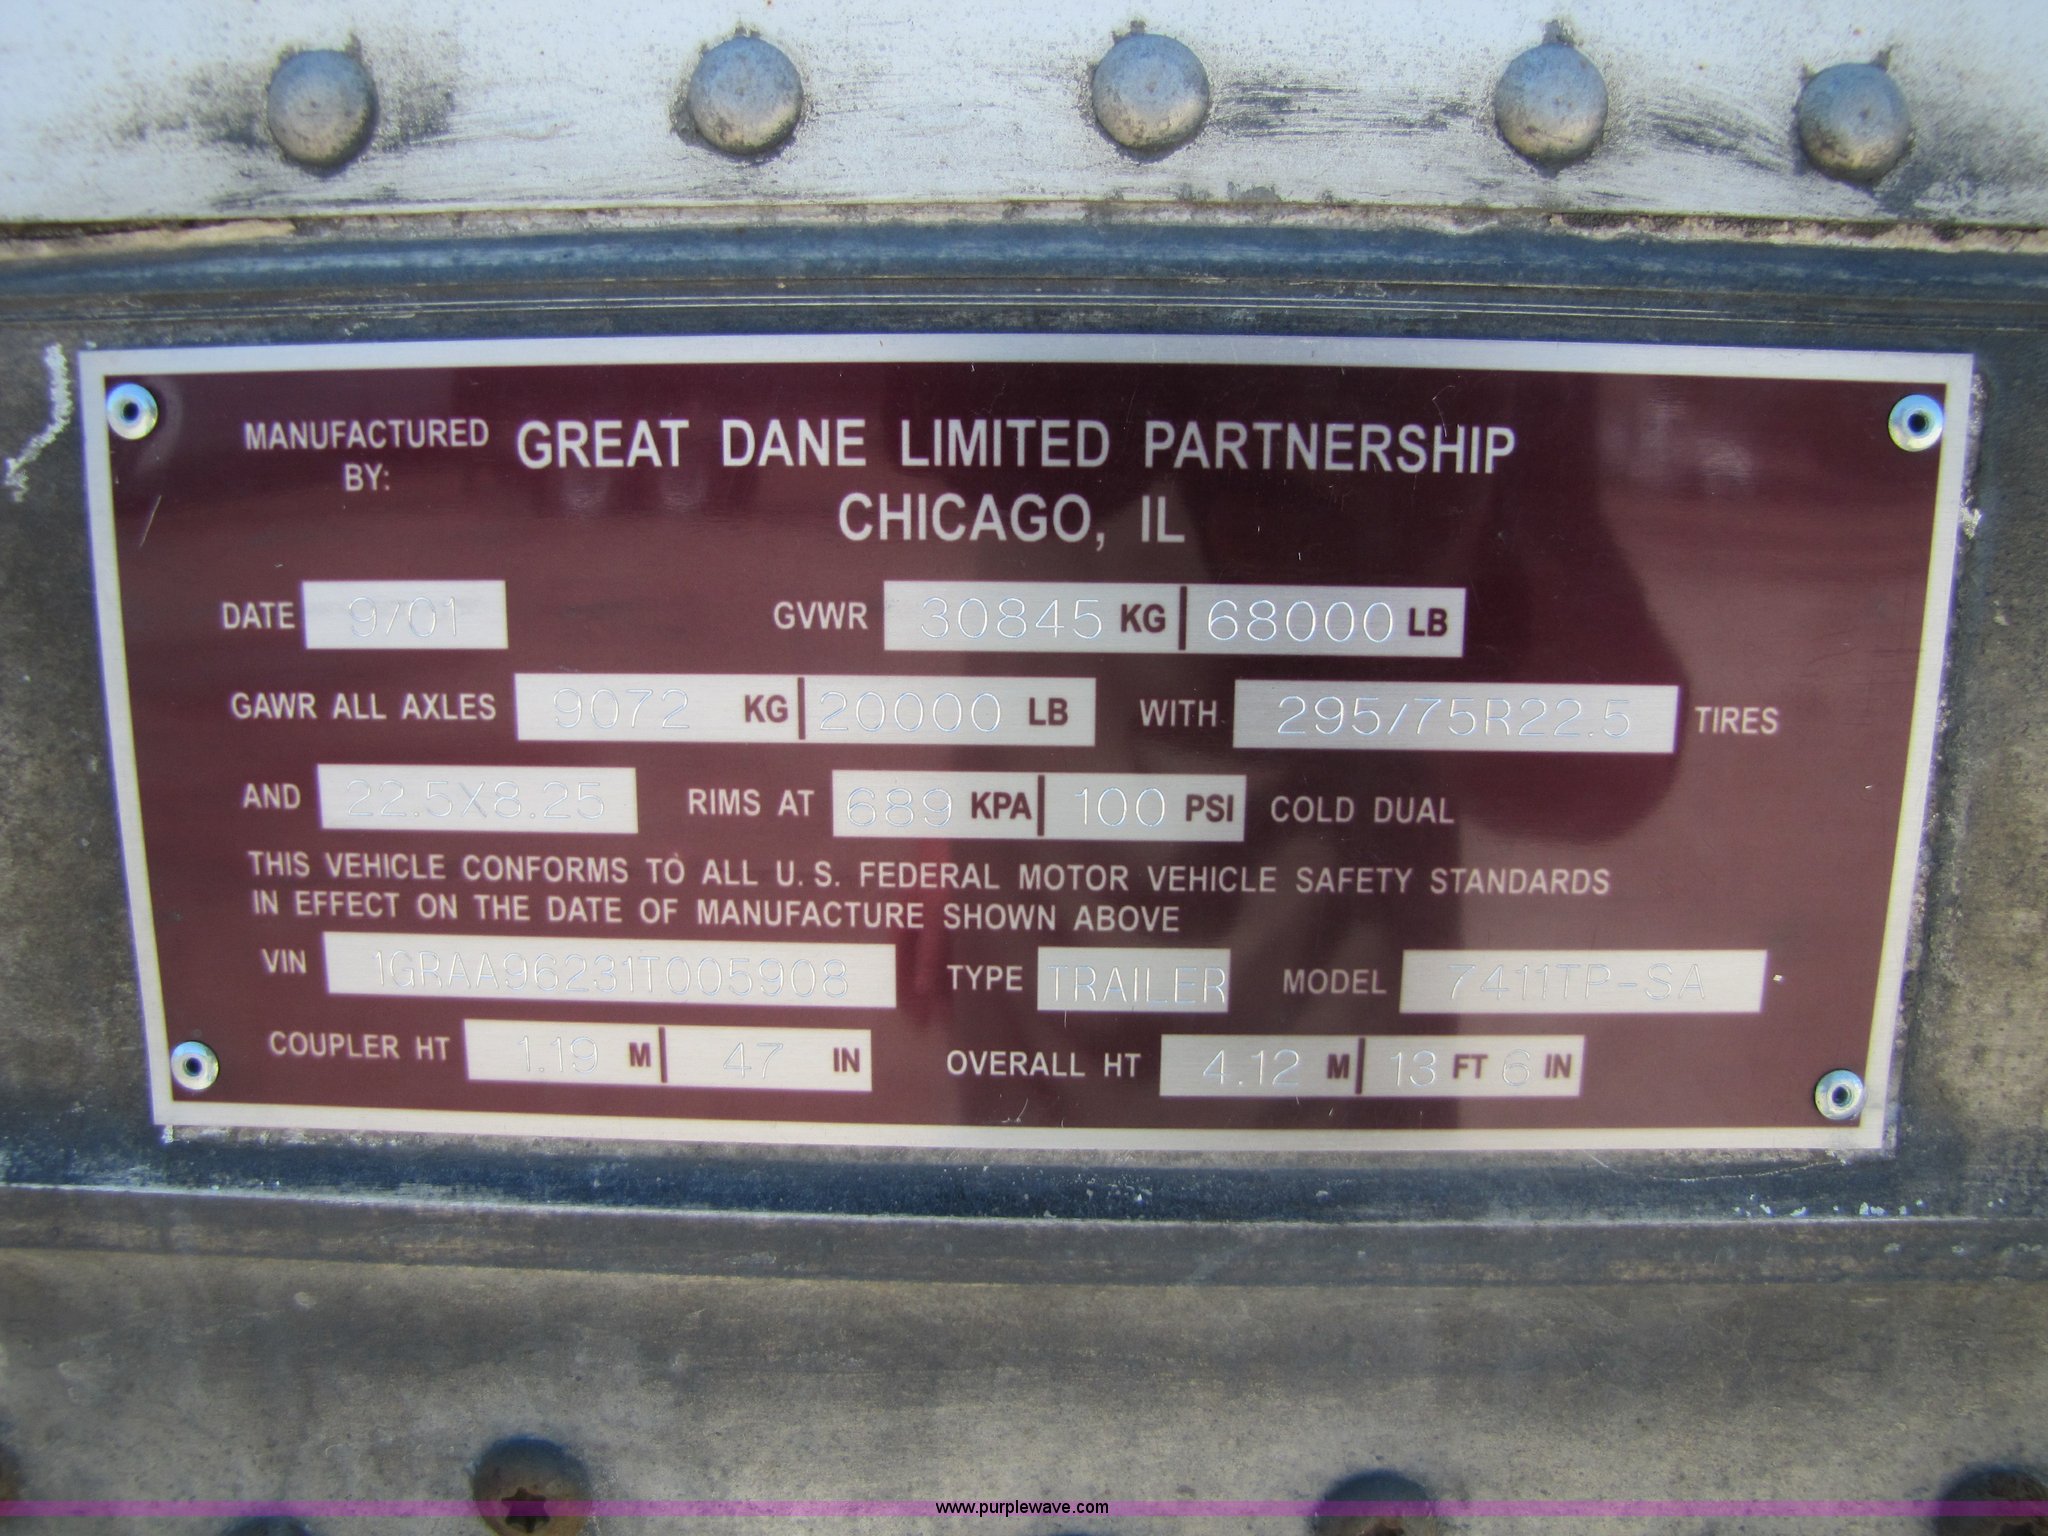 MANUFACTURED BY: GREAT DANE LIMITED PARTNERSHIP
CHICAGO, IL
DATE 9/01 GVWR 30845 KG 68000 LB
GAWR ALL AXLES 9072 KG 20000 LB WITH 295/75R22.5 TIRES
AND 22.5X8.25 RIMS AT 689 KPA 100 PSI COLD DUAL
THIS VEHICLE CONFORMS TO ALL U.S. FEDERAL MOTOR VEHICLE SAFETY STANDARDS
IN EFFECT ON THE DATE OF MANUFACTURE SHOWN ABOVE
VIN 1GRAA96231T005908 TYPE TRAILER MODEL 7411TP-SA
COUPLER HT 1.19 M 47 IN OVERALL HT 4.12 M 13 FT 6 IN
www.purplewave.com